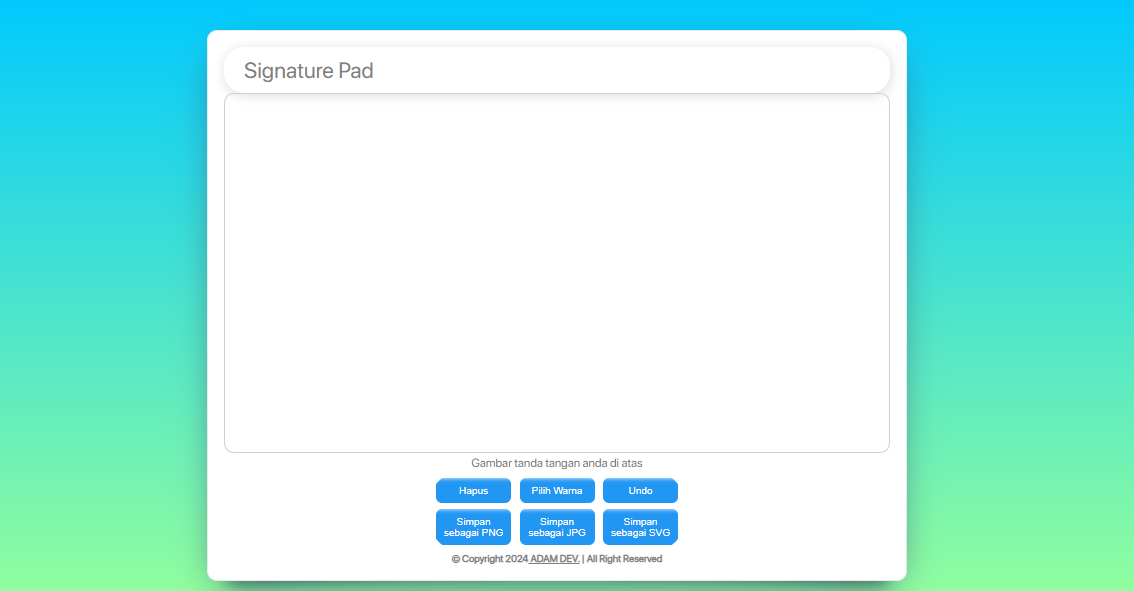 Signature Pad
Gambar tanda tangan anda di atas
Hapus
Pilih Warna
Undo
Simpan
sebagai PNG
Simpan
sebagai JPG
Simpan
sebagai SVG
© Copyright 2024 ADAM DEV. | All Right Reserved